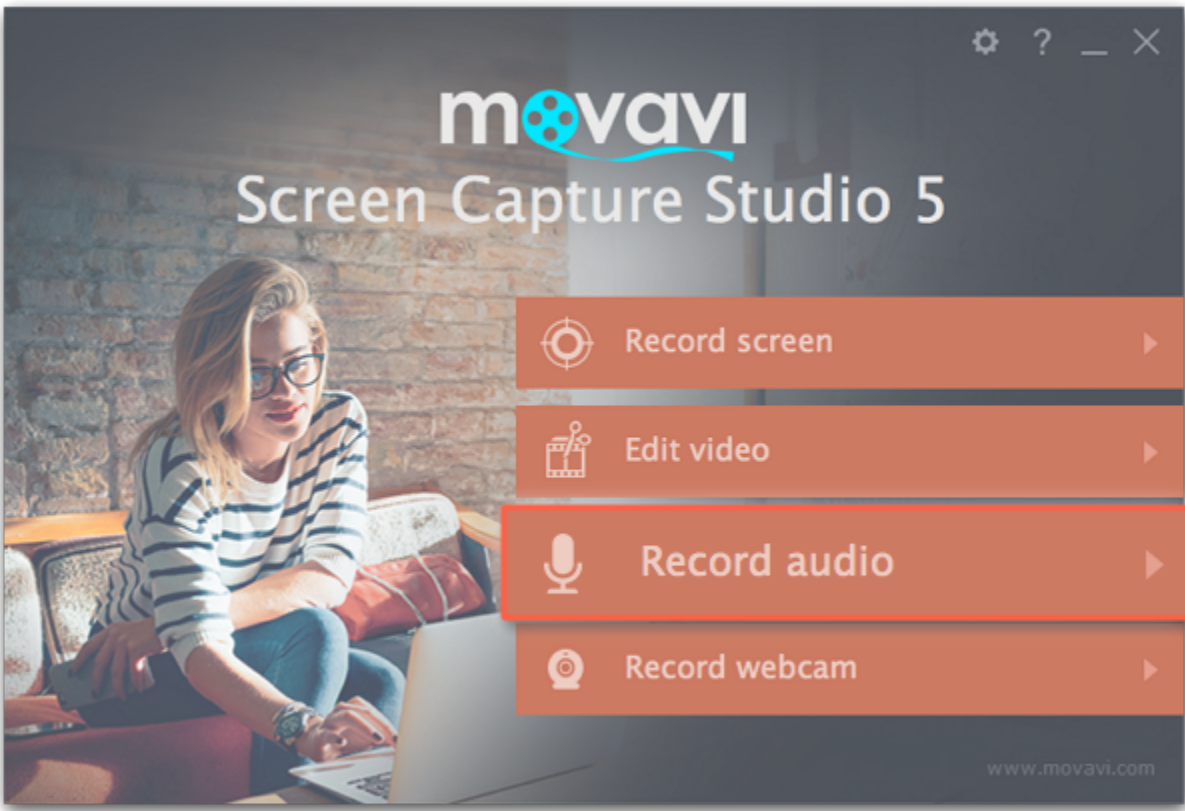 ?
movavi
Screen Capture Studio 5
Record screen
Edit video
Record audio
Record webcam
www.movavi.com